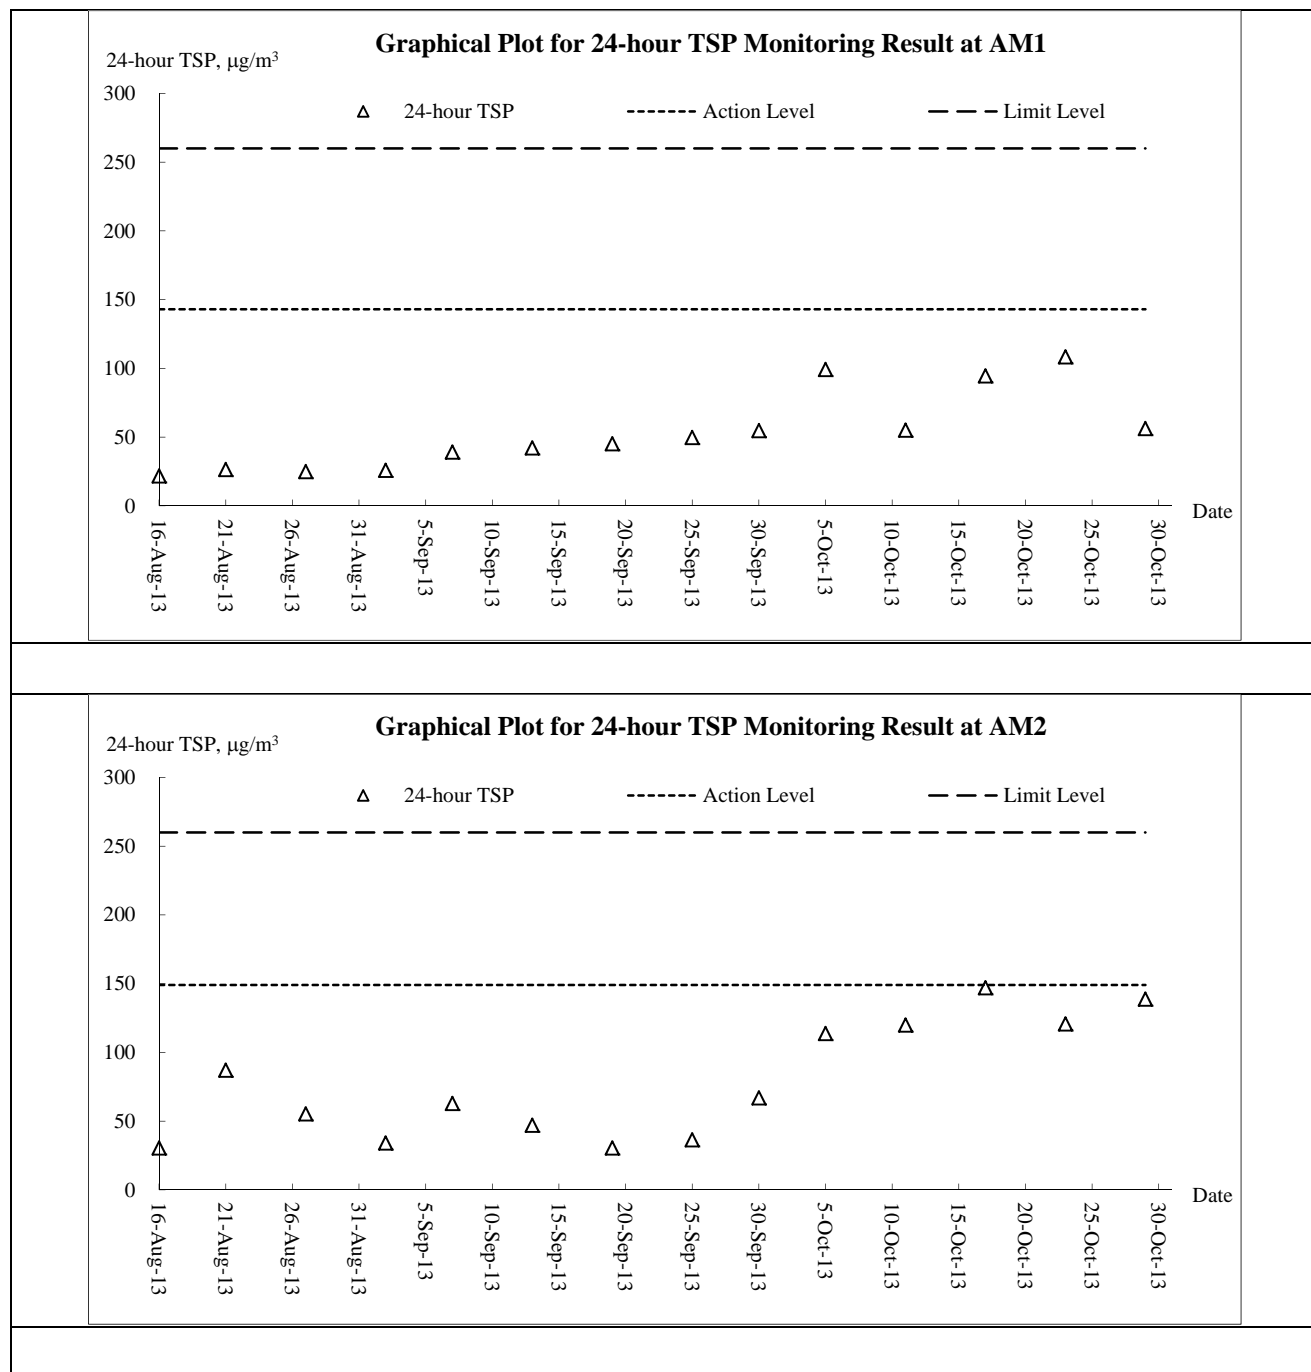 Graphical Plot for 24-hour TSP Monitoring Result at AM1
24-hour TSP, μg/m³
300
24-hour TSP
Action Level
Limit Level
250
200
150
100
50
0
Date
16-Aug-13
21-Aug-13
26-Aug-13
31-Aug-13
5-Sep-13
10-Sep-13
15-Sep-13
20-Sep-13
25-Sep-13
30-Sep-13
5-Oct-13
10-Oct-13
15-Oct-13
20-Oct-13
25-Oct-13
30-Oct-13
Graphical Plot for 24-hour TSP Monitoring Result at AM2
24-hour TSP, μg/m³
300
24-hour TSP
Action Level
Limit Level
250
200
150
100
50
0
Date
16-Aug-13
21-Aug-13
26-Aug-13
31-Aug-13
5-Sep-13
10-Sep-13
15-Sep-13
20-Sep-13
25-Sep-13
30-Sep-13
5-Oct-13
10-Oct-13
15-Oct-13
20-Oct-13
25-Oct-13
30-Oct-13